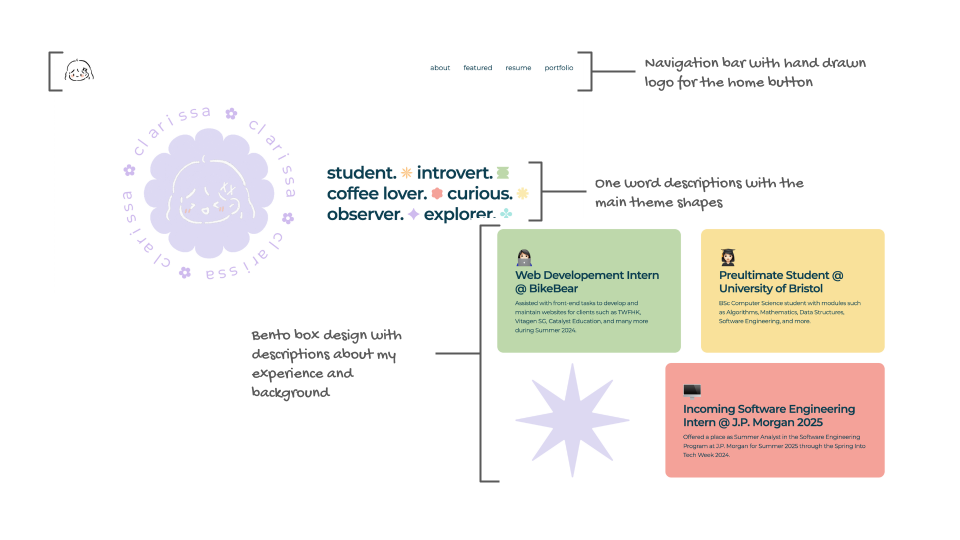 about featured resume portfolio
Navigation bar with hand drawn
logo for the home button
clarissa clarissa clarissa clarissa clarissa
student. introvert.
coffee lover. curious.
observer. explorer.
One word descriptions with the
main theme shapes
Web Developement Intern
@ BikeBear
Assisted with front-end tasks to develop and
maintain websites for clients such as TWFHK,
Vitagen SG, Catalyst Education, and many more
during Summer 2024.
Preultimate Student @
University of Bristol
BSc Computer Science student with modules such
as Algorithms, Mathematics, Data Structures,
Software Engineering, and more.
Bento box design with
descriptions about my
experience and
background
Incoming Software Engineering
Intern @ J.P. Morgan 2025
Offered a place as Summer Analyst in the Software Engineering
Program at J.P. Morgan for Summer 2025 through the Spring Into
Tech Week 2024.